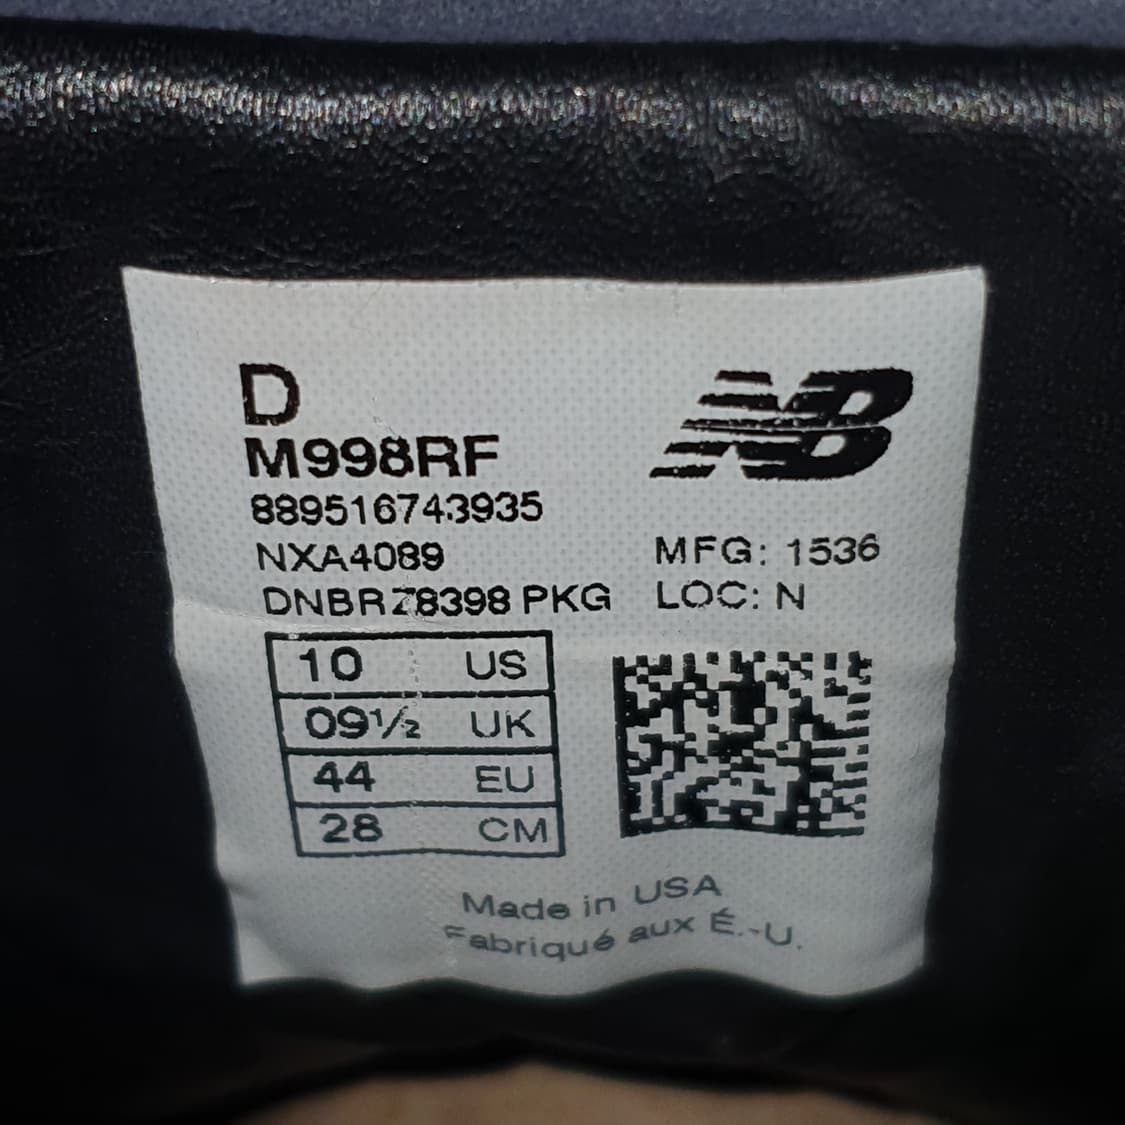 D
M998RF
NB
889516743935
NXA4089
MFG: 1536
DNBRZ8398 PKG
LOC: N
10 US
09½ UK
44 EU
28 CM
Made in USA
Fabriqué aux É.-U.